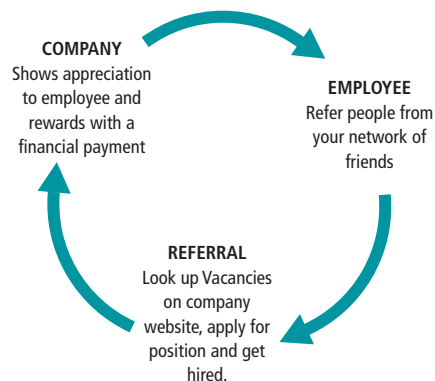 COMPANY
Shows appreciation
to employee and
rewards with a
financial payment
EMPLOYEE
Refer people from
your network of
friends
REFERRAL
Look up Vacancies
on company
website, apply for
position and get
hired.